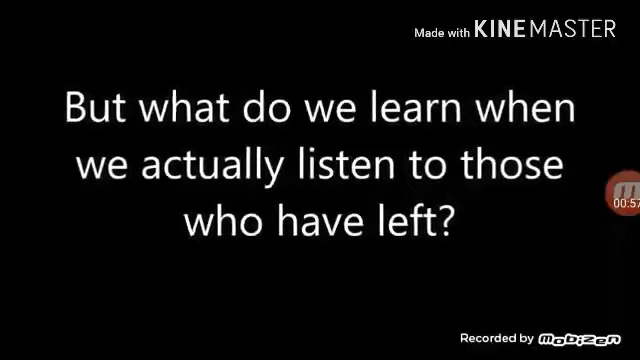 Made with KINEMASTER
But what do we learn when
we actually listen to those
who have left?
00:57
Recorded by MOBIZEN